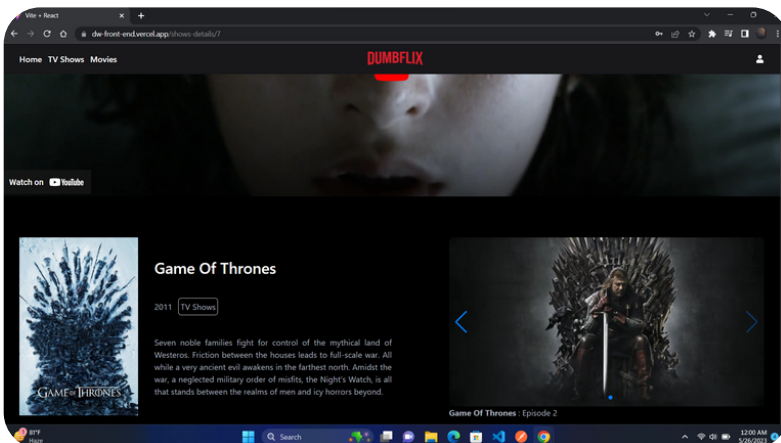 Vite + React
dw-front-end.vercel.app/shows-details/7
Home TV Shows Movies
DUMBFLIX
Watch on YouTube
Game Of Thrones
2011 TV Shows
Seven noble families fight for control of the mythical land of
Westeros. Friction between the houses leads to full-scale war. All
while a very ancient evil awakens in the farthest north. Amidst the
war, a neglected military order of misfits, the Night's Watch, is all
that stands between the realms of men and icy horrors beyond.
GAME OF THRONES
Game Of Thrones : Episode 2
81°F
Haze
Search
12:00 AM
5/26/2023